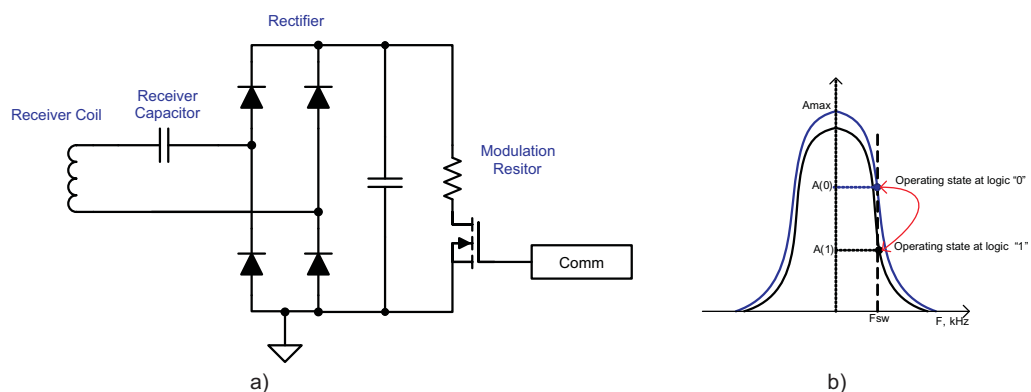 Rectifier
Receiver
Capacitor
Receiver Coil
Modulation
Resitor
Comm
a)
Amax
A(0)
Operating state at logic “0”
A(1)
Operating state at logic “1”
Fsw
F, kHz
b)